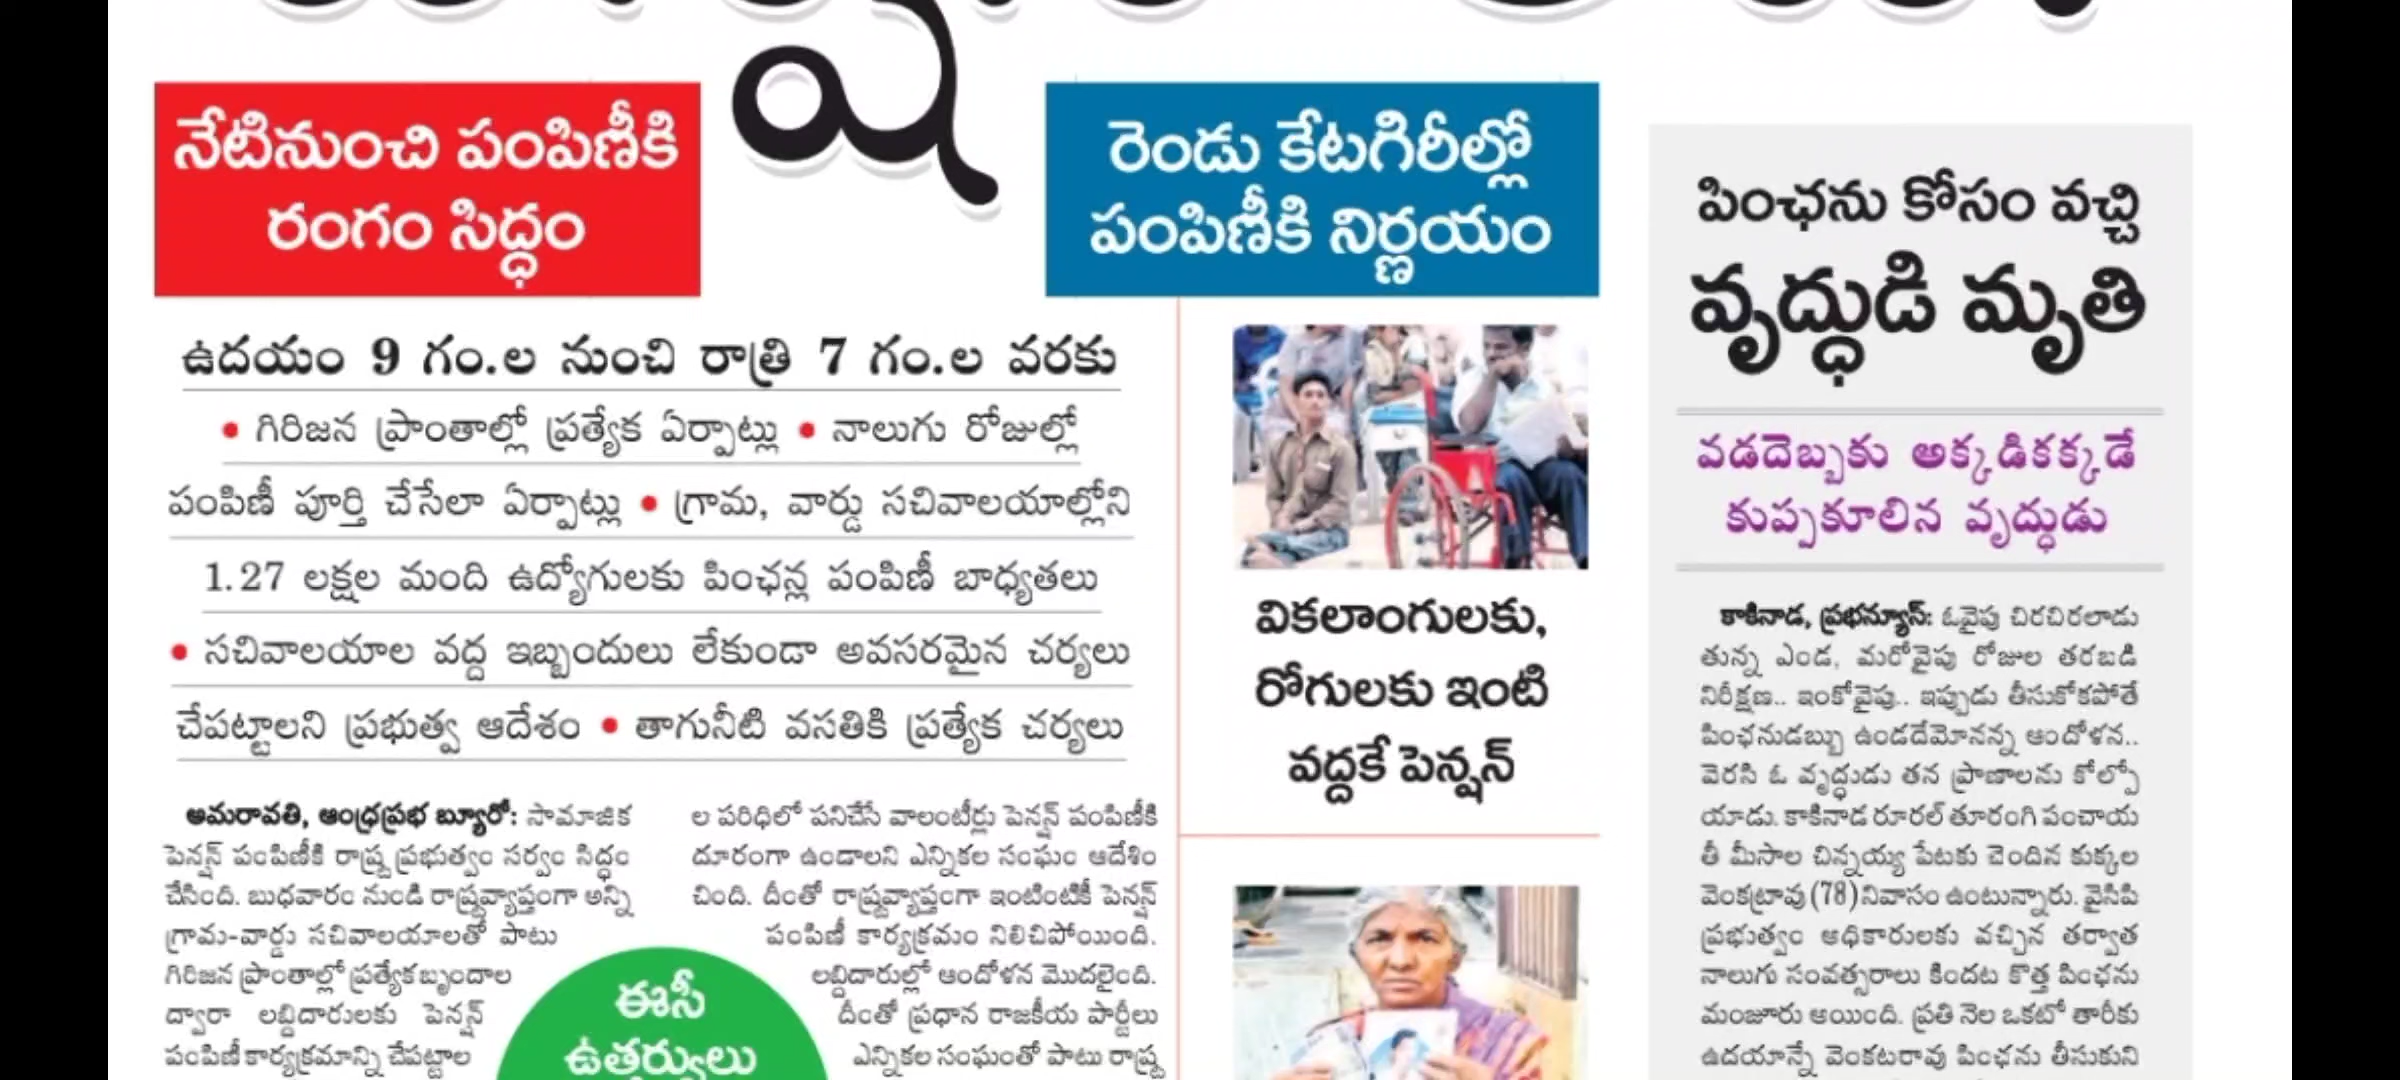 నేటినుంచి పంపిణీకి
రంగం సిద్ధం
రెండు కేటగిరీల్లో
పంపిణీకి నిర్ణయం
ఉదయం 9 గం.ల నుంచి రాత్రి 7 గం.ల వరకు
• గిరిజన ప్రాంతాల్లో ప్రత్యేక ఏర్పాట్లు • నాలుగు రోజుల్లో
పంపిణీ పూర్తి చేసేలా ఏర్పాట్లు • గ్రామ, వార్డు సచివాలయాల్లోని
1.27 లక్షల మంది ఉద్యోగులకు పింఛన్ల పంపిణీ బాధ్యతలు
• సచివాలయాల వద్ద ఇబ్బందులు లేకుండా అవసరమైన చర్యలు
చేపట్టాలని ప్రభుత్వ ఆదేశం • తాగునీటి వసతికి ప్రత్యేక చర్యలు
అమరావతి, ఆంధ్రప్రభ బ్యూరో: సామాజిక
పెన్షన్ పంపిణీకి రాష్ట్ర ప్రభుత్వం సర్వం సిద్ధం
చేసింది. బుధవారం నుండి రాష్ట్రవ్యాప్తంగా అన్ని
గ్రామ-వార్డు సచివాలయాలతో పాటు
గిరిజన ప్రాంతాల్లో ప్రత్యేక బృందాల
ద్వారా లబ్దిదారులకు పెన్షన్
పంపిణీ కార్యక్రమాన్ని చేపట్టాల
ఈసీ
ఉత్తర్వులు
ల పరిధిలో పనిచేసే వాలంటీర్లు పెన్షన్ పంపిణీకి
దూరంగా ఉండాలని ఎన్నికల సంఘం ఆదేశిం
చింది. దీంతో రాష్ట్రవ్యాప్తంగా ఇంటింటికీ పెన్షన్
పంపిణీ కార్యక్రమం నిలిచిపోయింది.
లబ్దిదారుల్లో ఆందోళన మొదలైంది.
దీంతో ప్రధాన రాజకీయ పార్టీలు
ఎన్నికల సంఘంతో పాటు రాష్ట్ర
వికలాంగులకు,
రోగులకు ఇంటి
వద్దకే పెన్షన్
పింఛను కోసం వచ్చి
వృద్ధుడి మృతి
వడదెబ్బకు అక్కడికక్కడే
కుప్పకూలిన వృద్ధుడు
కాకినాడ, ప్రభన్యూస్: ఓవైపు చిరచిరలాడు
తున్న ఎండ, మరోవైపు రోజుల తరబడి
నిరీక్షణ.. ఇంకోవైపు.. ఇప్పుడు తీసుకోకపోతే
పింఛనుడబ్బు ఉండదేమోనన్న ఆందోళన..
వెరసి ఓ వృద్ధుడు తన ప్రాణాలను కోల్పో
యాడు. కాకినాడ రూరల్ తూరంగి పంచాయ
తీ మీసాల చిన్నయ్య పేటకు చెందిన కుక్కల
వెంకట్రావు (78) నివాసం ఉంటున్నారు. వైసిపి
ప్రభుత్వం అధికారులకు వచ్చిన తర్వాత
నాలుగు సంవత్సరాలు కిందట కొత్త పింఛను
మంజూరు అయింది. ప్రతి నెల ఒకటో తారీకు
ఉదయాన్నే వెంకటరావు పింఛను తీసుకుని